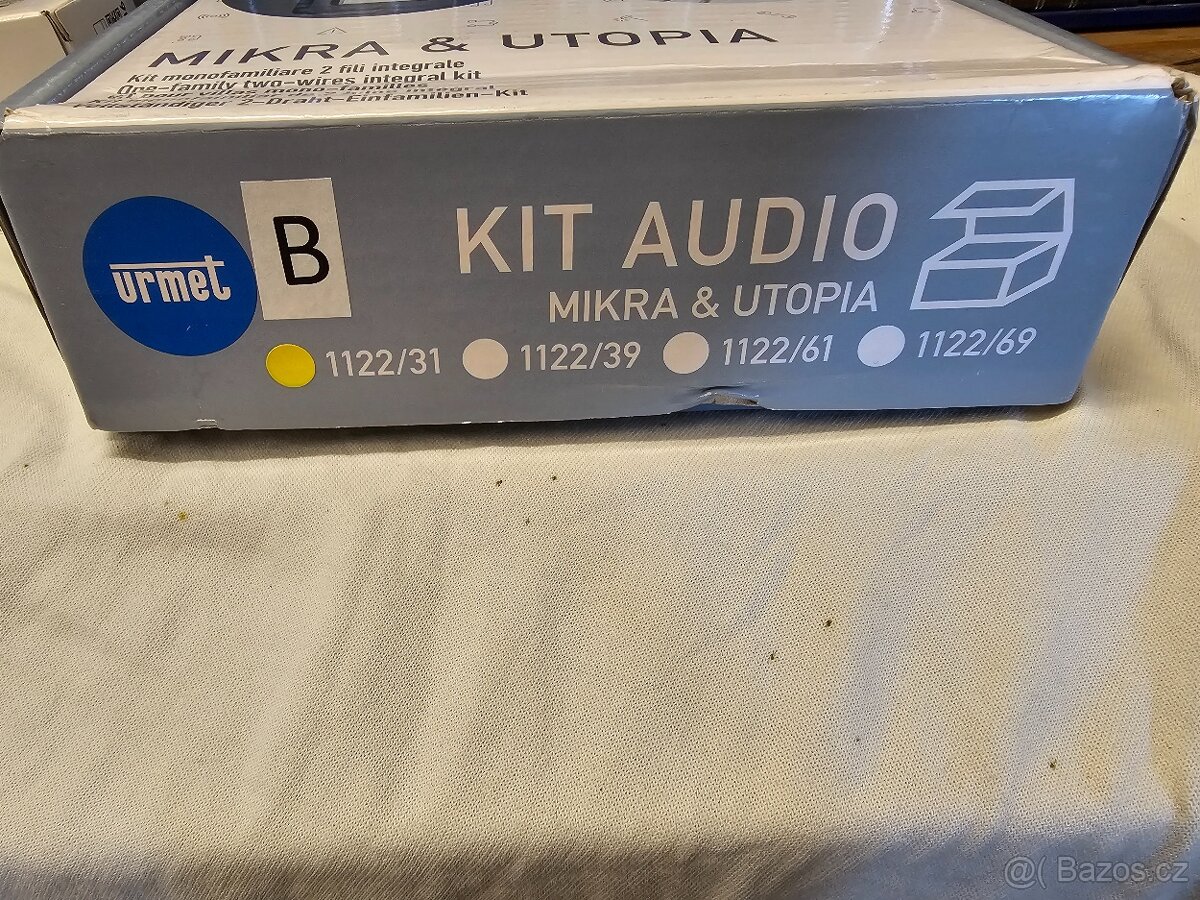 MIKRA & UTOPIA
Kit monofamiliare 2 fili integrale
One-family two-wires integral kit
2-Draht-Einfamilien-Kit
urmet
B
KIT AUDIO
MIKRA & UTOPIA
1122/31 1122/39 1122/61 1122/69
@( Bazos.cz